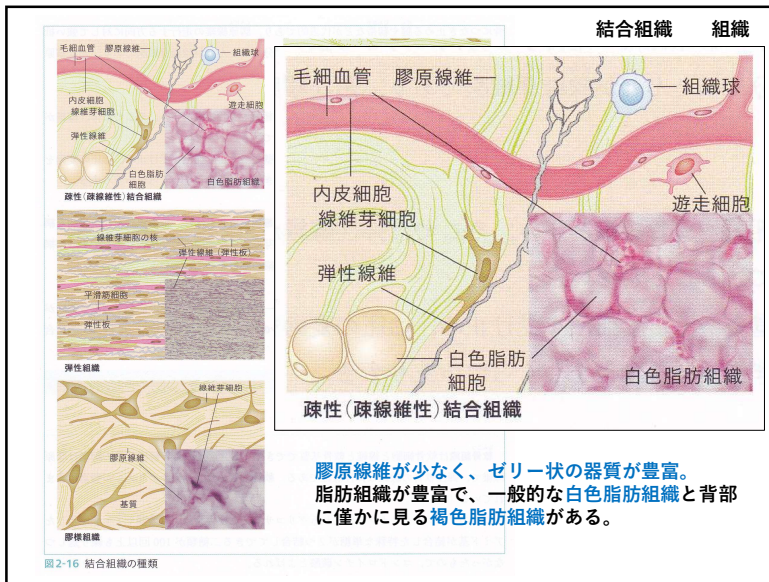 結合組織 組織
毛細血管 膠原線維
組織球
内皮細胞
線維芽細胞
遊走細胞
弾性線維
白色脂肪
細胞
白色脂肪組織
疎性(疎線維性)結合組織
線維芽細胞の核
弾性線維(弾性板)
平滑筋細胞
弾性板
弾性組織
線維芽細胞
膠原線維
基質
膠様組織
図2-16 結合組織の種類
毛細血管 膠原線維
組織球
内皮細胞
線維芽細胞
遊走細胞
弾性線維
白色脂肪
細胞
白色脂肪組織
疎性(疎線維性)結合組織
膠原線維が少なく、ゼリー状の器質が豊富。
脂肪組織が豊富で、一般的な白色脂肪組織と背部
に僅かに見る褐色脂肪組織がある。